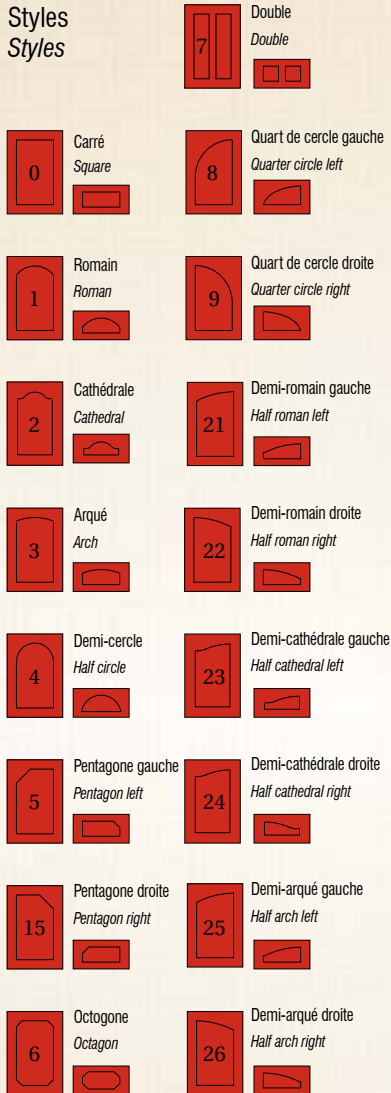 Styles
Styles
0
Carré
Square
1
Romain
Roman
2
Cathédrale
Cathedral
3
Arqué
Arch
4
Demi-cercle
Half circle
5
Pentagone gauche
Pentagon left
15
Pentagone droite
Pentagon right
6
Octogone
Octagon
7
Double
Double
8
Quart de cercle gauche
Quarter circle left
9
Quart de cercle droite
Quarter circle right
21
Demi-romain gauche
Half roman left
22
Demi-romain droite
Half roman right
23
Demi-cathédrale gauche
Half cathedral left
24
Demi-cathédrale droite
Half cathedral right
25
Demi-arqué gauche
Half arch left
26
Demi-arqué droite
Half arch right